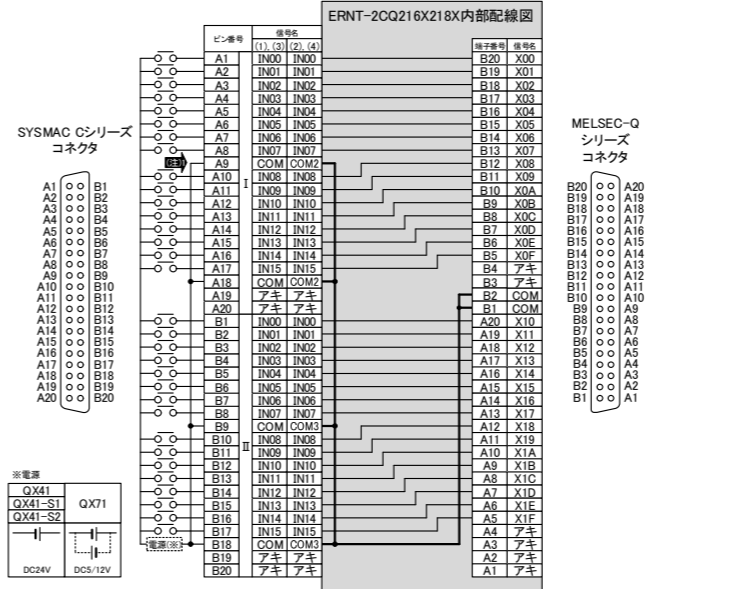 ERNT-2CQ216X218X内部配線図
ピン番号 信号名
(1), (3) (2), (4)
端子番号 信号名
A1 IN00 IN00 B20 X00
A2 IN01 IN01 B19 X01
A3 IN02 IN02 B18 X02
A4 IN03 IN03 B17 X03
A5 IN04 IN04 B16 X04
A6 IN05 IN05 B15 X05
A7 IN06 IN06 B14 X06
A8 IN07 IN07 B13 X07
A9 COM COM2 B12 X08
A10 IN08 IN08 B11 X09
A11 IN09 IN09 B10 X0A
A12 IN10 IN10 B9 X0B
A13 IN11 IN11 B8 X0C
A14 IN12 IN12 B7 X0D
A15 IN13 IN13 B6 X0E
A16 IN14 IN14 B5 X0F
A17 IN15 IN15 B4 アキ
A18 COM COM2 B3 アキ
A19 アキ アキ B2 COM
A20 アキ アキ B1 COM
B1 IN00 IN00 A20 X10
B2 IN01 IN01 A19 X11
B3 IN02 IN02 A18 X12
B4 IN03 IN03 A17 X13
B5 IN04 IN04 A16 X14
B6 IN05 IN05 A15 X15
B7 IN06 IN06 A14 X16
B8 IN07 IN07 A13 X17
B9 COM COM3 A12 X18
B10 IN08 IN08 A11 X19
B11 IN09 IN09 A10 X1A
B12 IN10 IN10 A9 X1B
B13 IN11 IN11 A8 X1C
B14 IN12 IN12 A7 X1D
B15 IN13 IN13 A6 X1E
B16 IN14 IN14 A5 X1F
B17 IN15 IN15 A4 アキ
B18 COM COM3 A3 アキ
B19 アキ アキ A2 アキ
B20 アキ アキ A1 アキ
I
II
電源(※)
SYSMAC Cシリーズ
コネクタ
A1 B1
A2 B2
A3 B3
A4 B4
A5 B5
A6 B6
A7 B7
A8 B8
A9 B9
A10 B10
A11 B11
A12 B12
A13 B13
A14 B14
A15 B15
A16 B16
A17 B17
A18 B18
A19 B19
A20 B20
MELSEC-Q
シリーズ
コネクタ
B20 A20
B19 A19
B18 A18
B17 A17
B16 A16
B15 A15
B14 A14
B13 A13
B12 A12
B11 A11
B10 A10
B9 A9
B8 A8
B7 A7
B6 A6
B5 A5
B4 A4
B3 A3
B2 A2
B1 A1
※電源
QX41
QX41-S1
QX41-S2
QX71
DC24V
DC5/12V